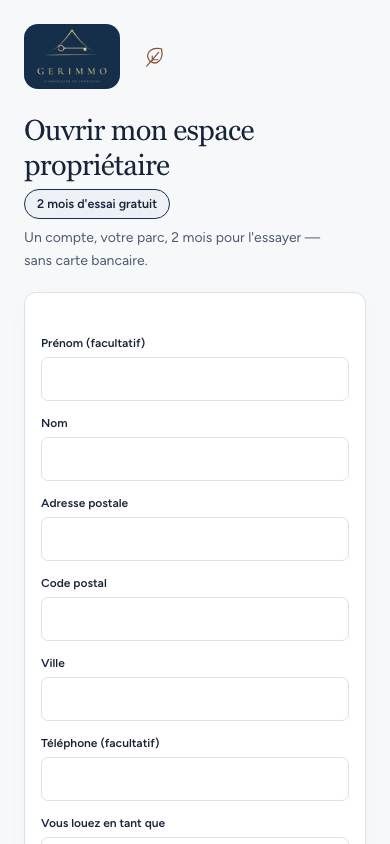 GERIMMO
Ouvrir mon espace
propriétaire
2 mois d'essai gratuit
Un compte, votre parc, 2 mois pour l'essayer —
sans carte bancaire.
Prénom (facultatif)
Nom
Adresse postale
Code postal
Ville
Téléphone (facultatif)
Vous louez en tant que